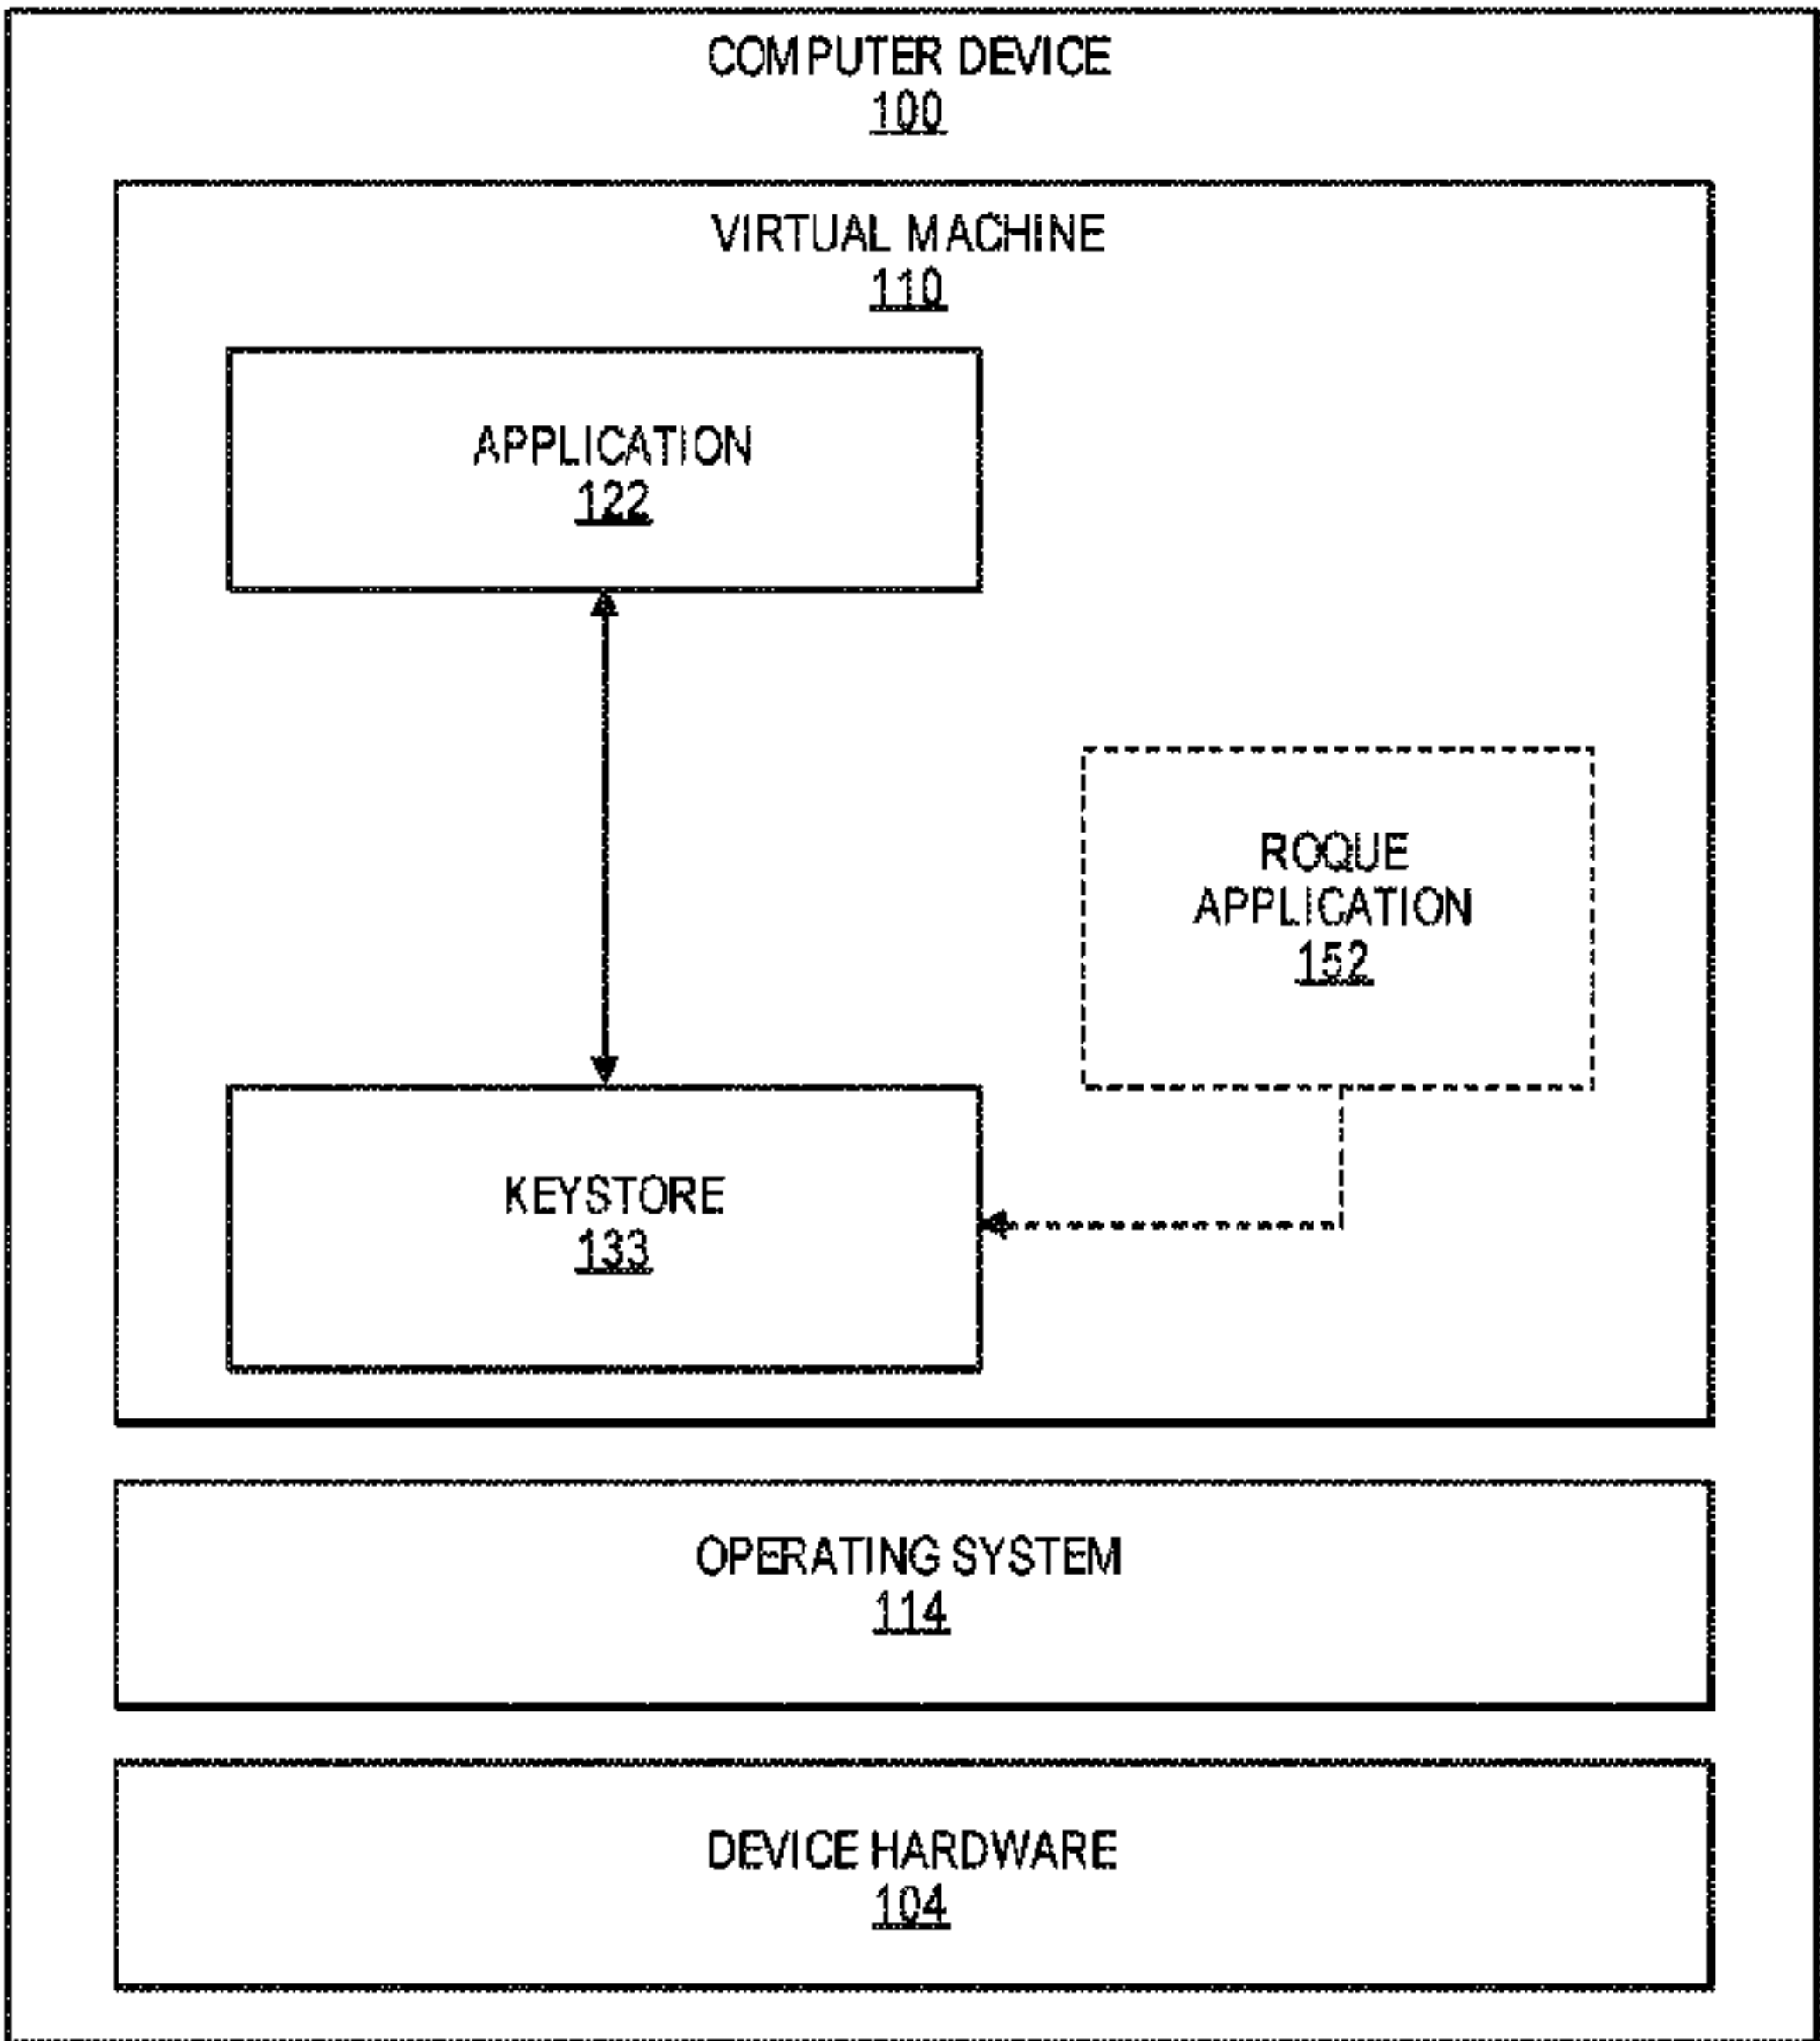 COMPUTER DEVICE
100
VIRTUAL MACHINE
110
APPLICATION
122
ROQUE
APPLICATION
152
KEYSTORE
133
OPERATING SYSTEM
114
DEVICE HARDWARE
104